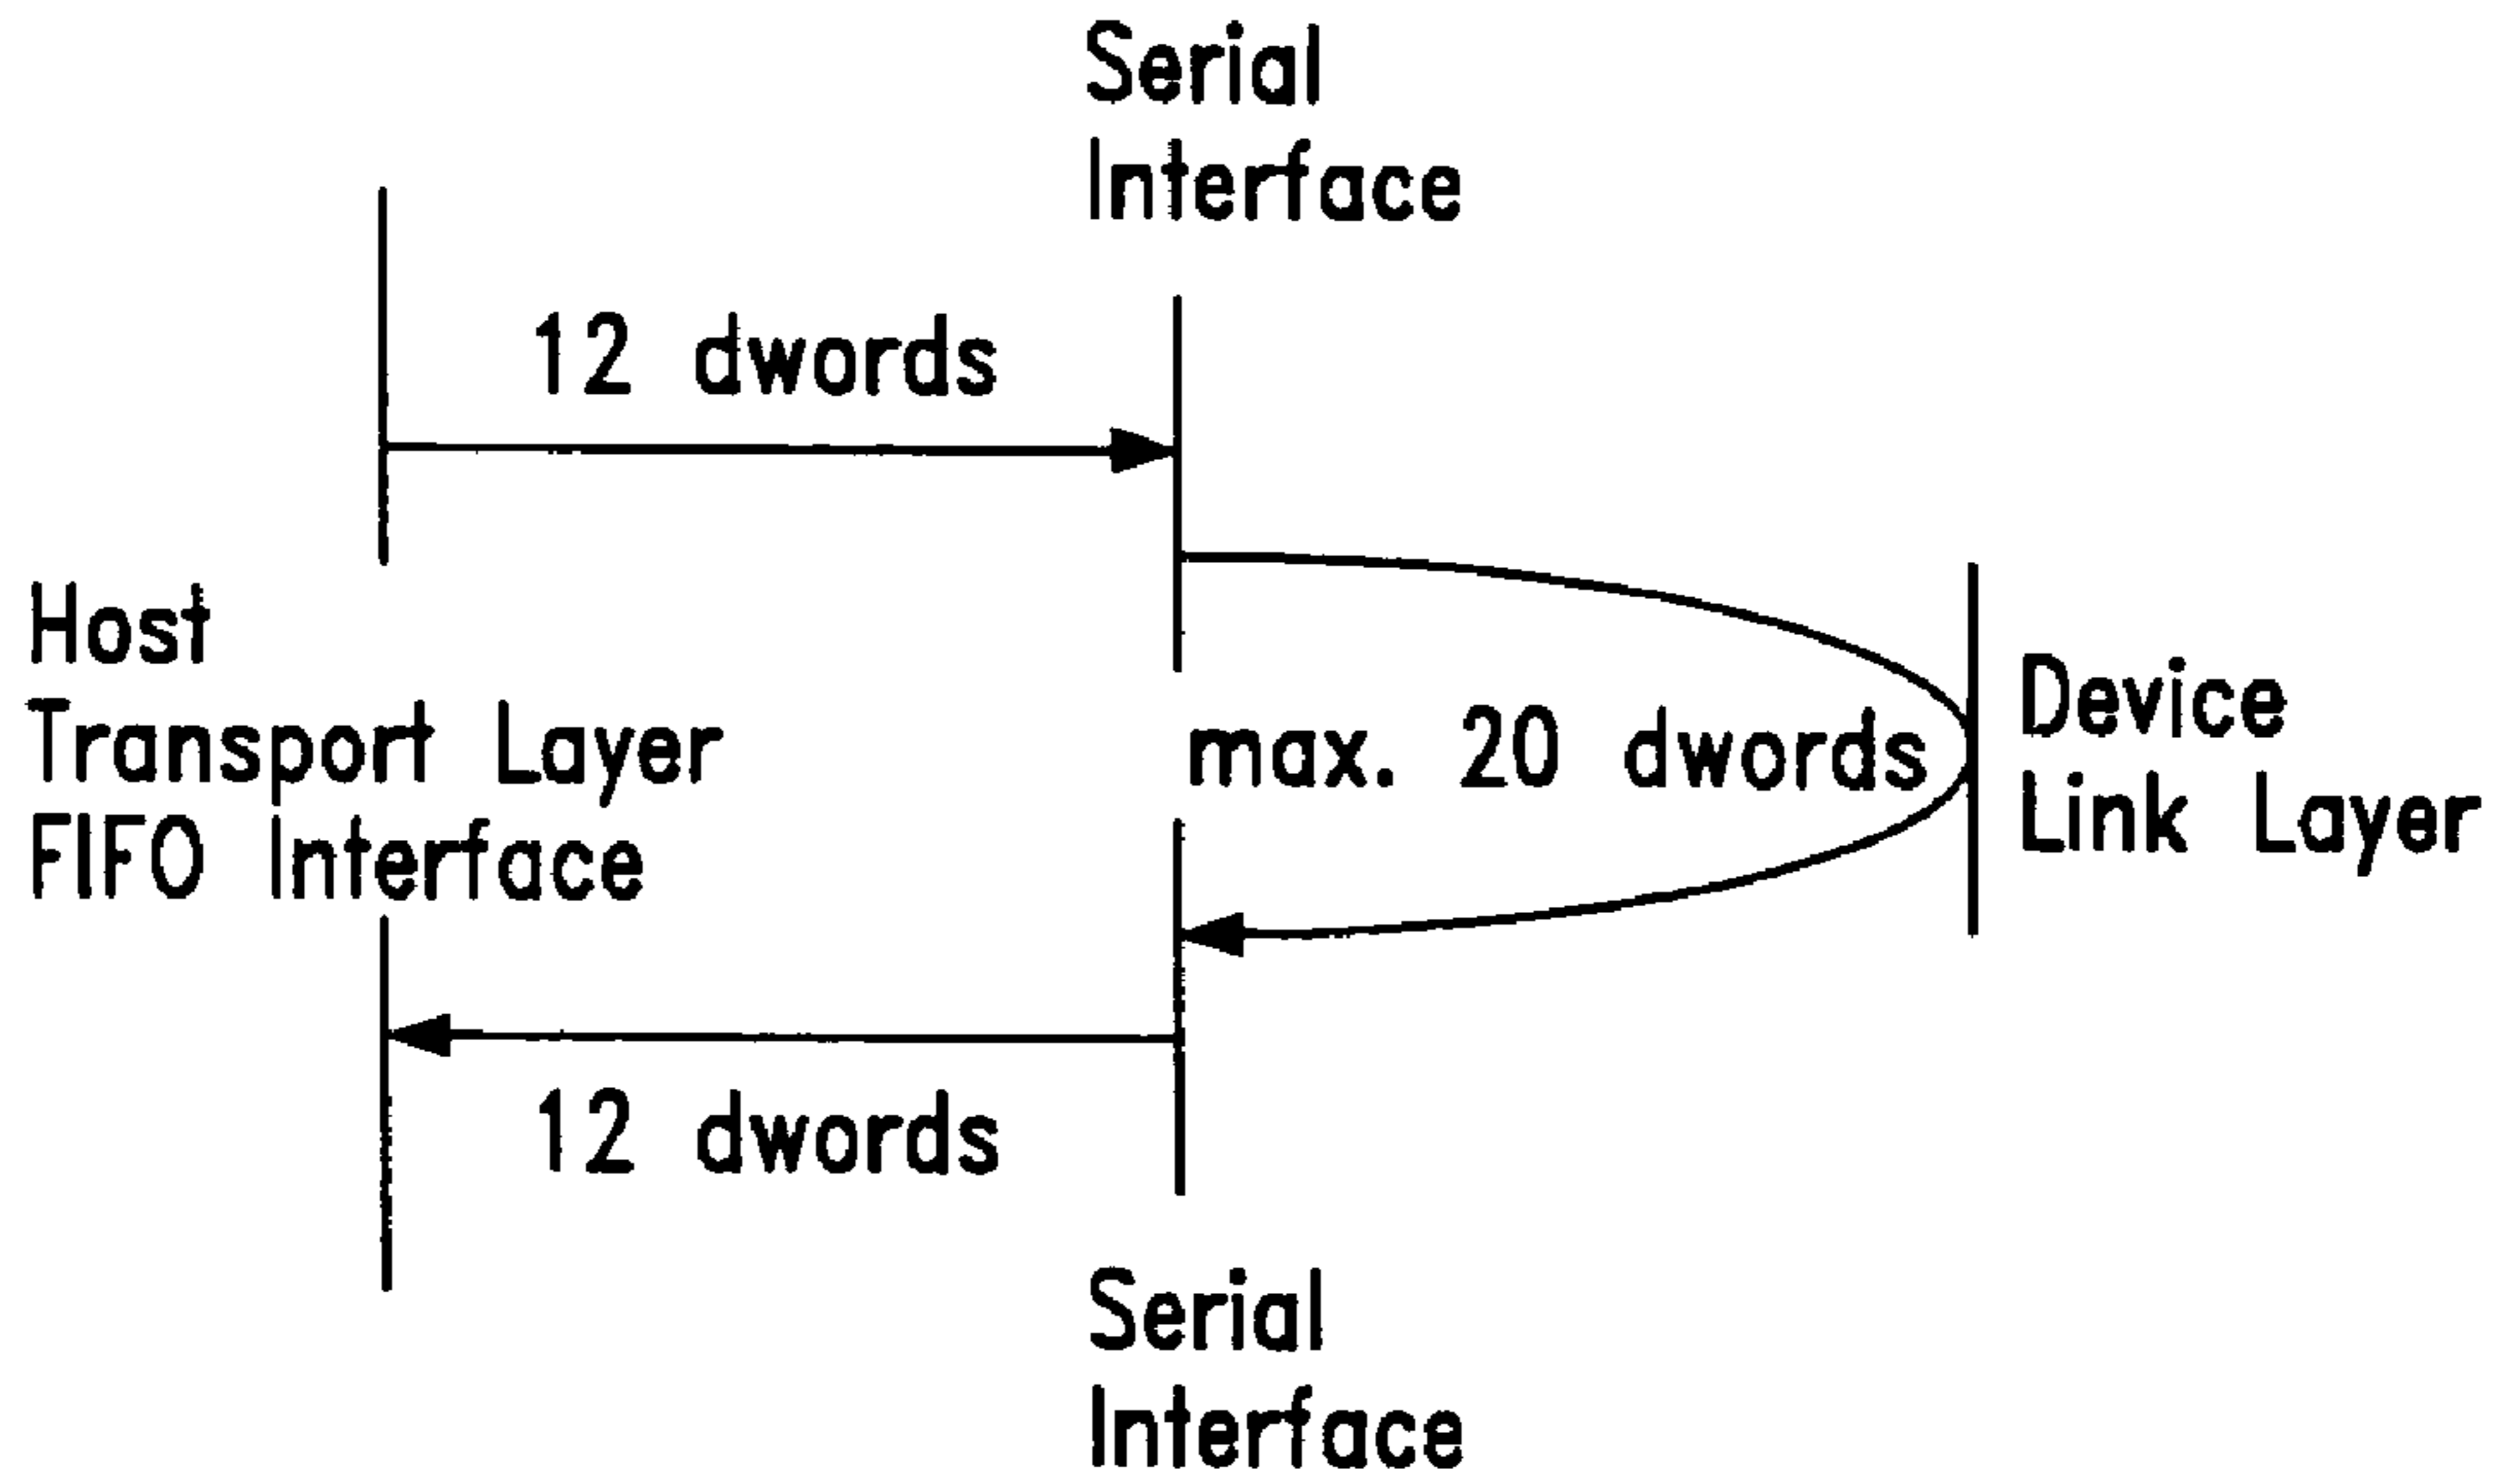 Serial
Interface
12 dwords
Host
Transport Layer
FIFO Interface
max. 20 dwords
Device
Link Layer
12 dwords
Serial
Interface